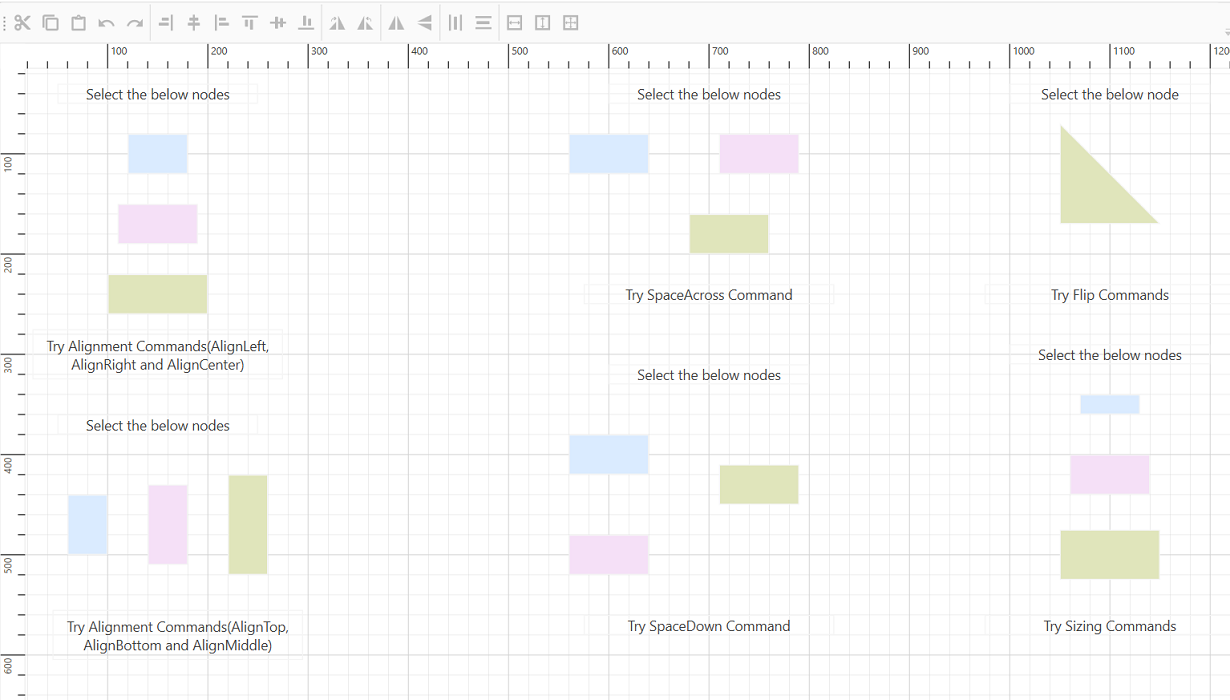 100 200 300 400 500 600 700 800 900 1000 1100 120
100
200
300
400
500
600
Select the below nodes
Try Alignment Commands(AlignLeft,
AlignRight and AlignCenter)
Select the below nodes
Try Alignment Commands(AlignTop,
AlignBottom and AlignMiddle)
Select the below nodes
Try SpaceAcross Command
Select the below nodes
Try SpaceDown Command
Select the below node
Try Flip Commands
Select the below nodes
Try Sizing Commands